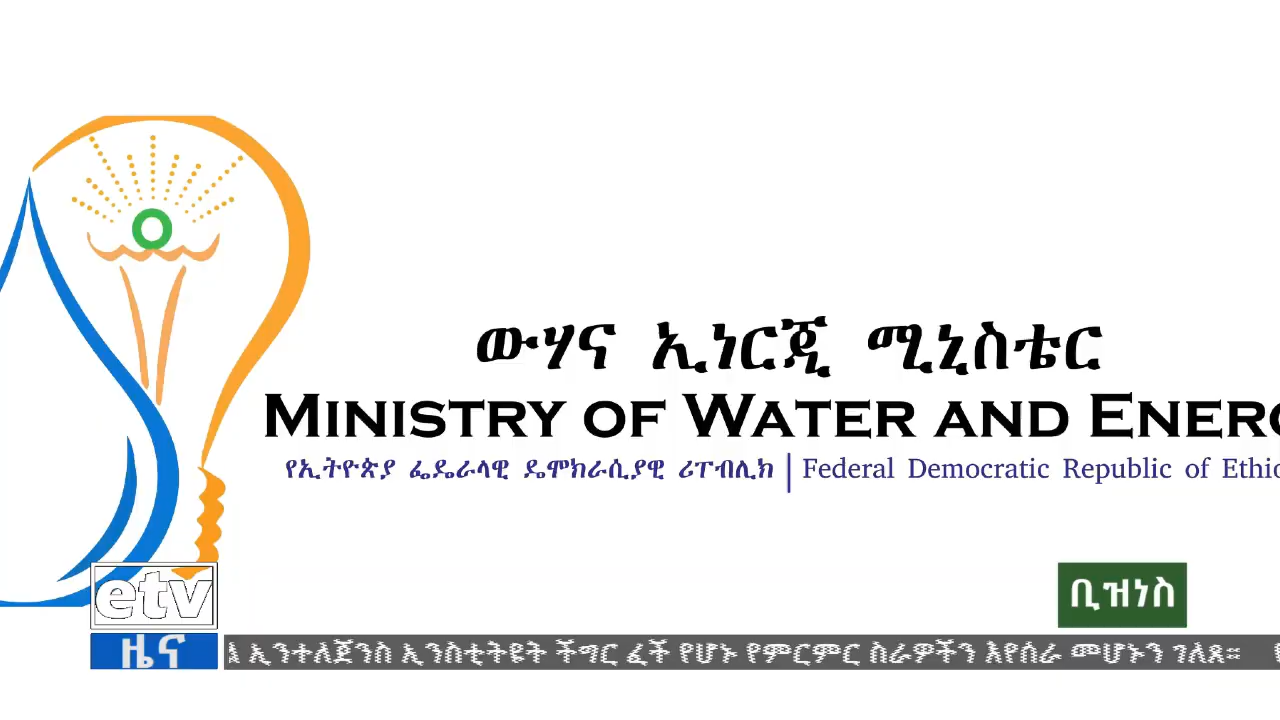 ውሃና ኢነርጂ ሚኒስቴር
MINISTRY OF WATER AND ENERG
የኢትዮጵያ ፌዴራላዊ ዴሞክራሲያዊ ሪፐብሊክ | Federal Democratic Republic of Ethio
etv
ቢዝነስ
ዜና
ኢንተለጀንስ ኢንስቲትዩት ችግር ፈች የሆኑ የምርምር ስራዎችን እየሰራ መሆኑን ገለጸ።